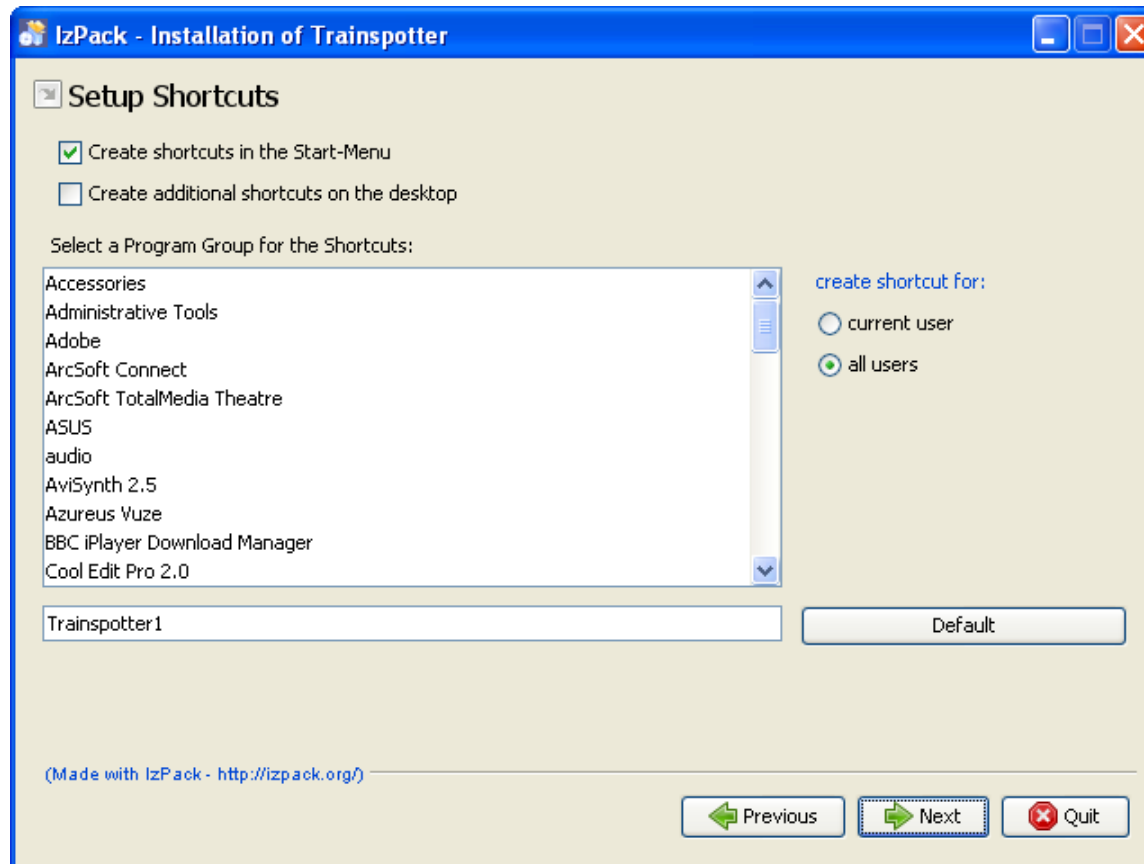 IzPack - Installation of Trainspotter
Setup Shortcuts
Create shortcuts in the Start-Menu
Create additional shortcuts on the desktop
Select a Program Group for the Shortcuts:
Accessories
Administrative Tools
Adobe
ArcSoft Connect
ArcSoft TotalMedia Theatre
ASUS
audio
AviSynth 2.5
Azureus Vuze
BBC iPlayer Download Manager
Cool Edit Pro 2.0
create shortcut for:
current user
all users
Trainspotter1
Default
(Made with IzPack - http://izpack.org/)
Previous
Next
Quit